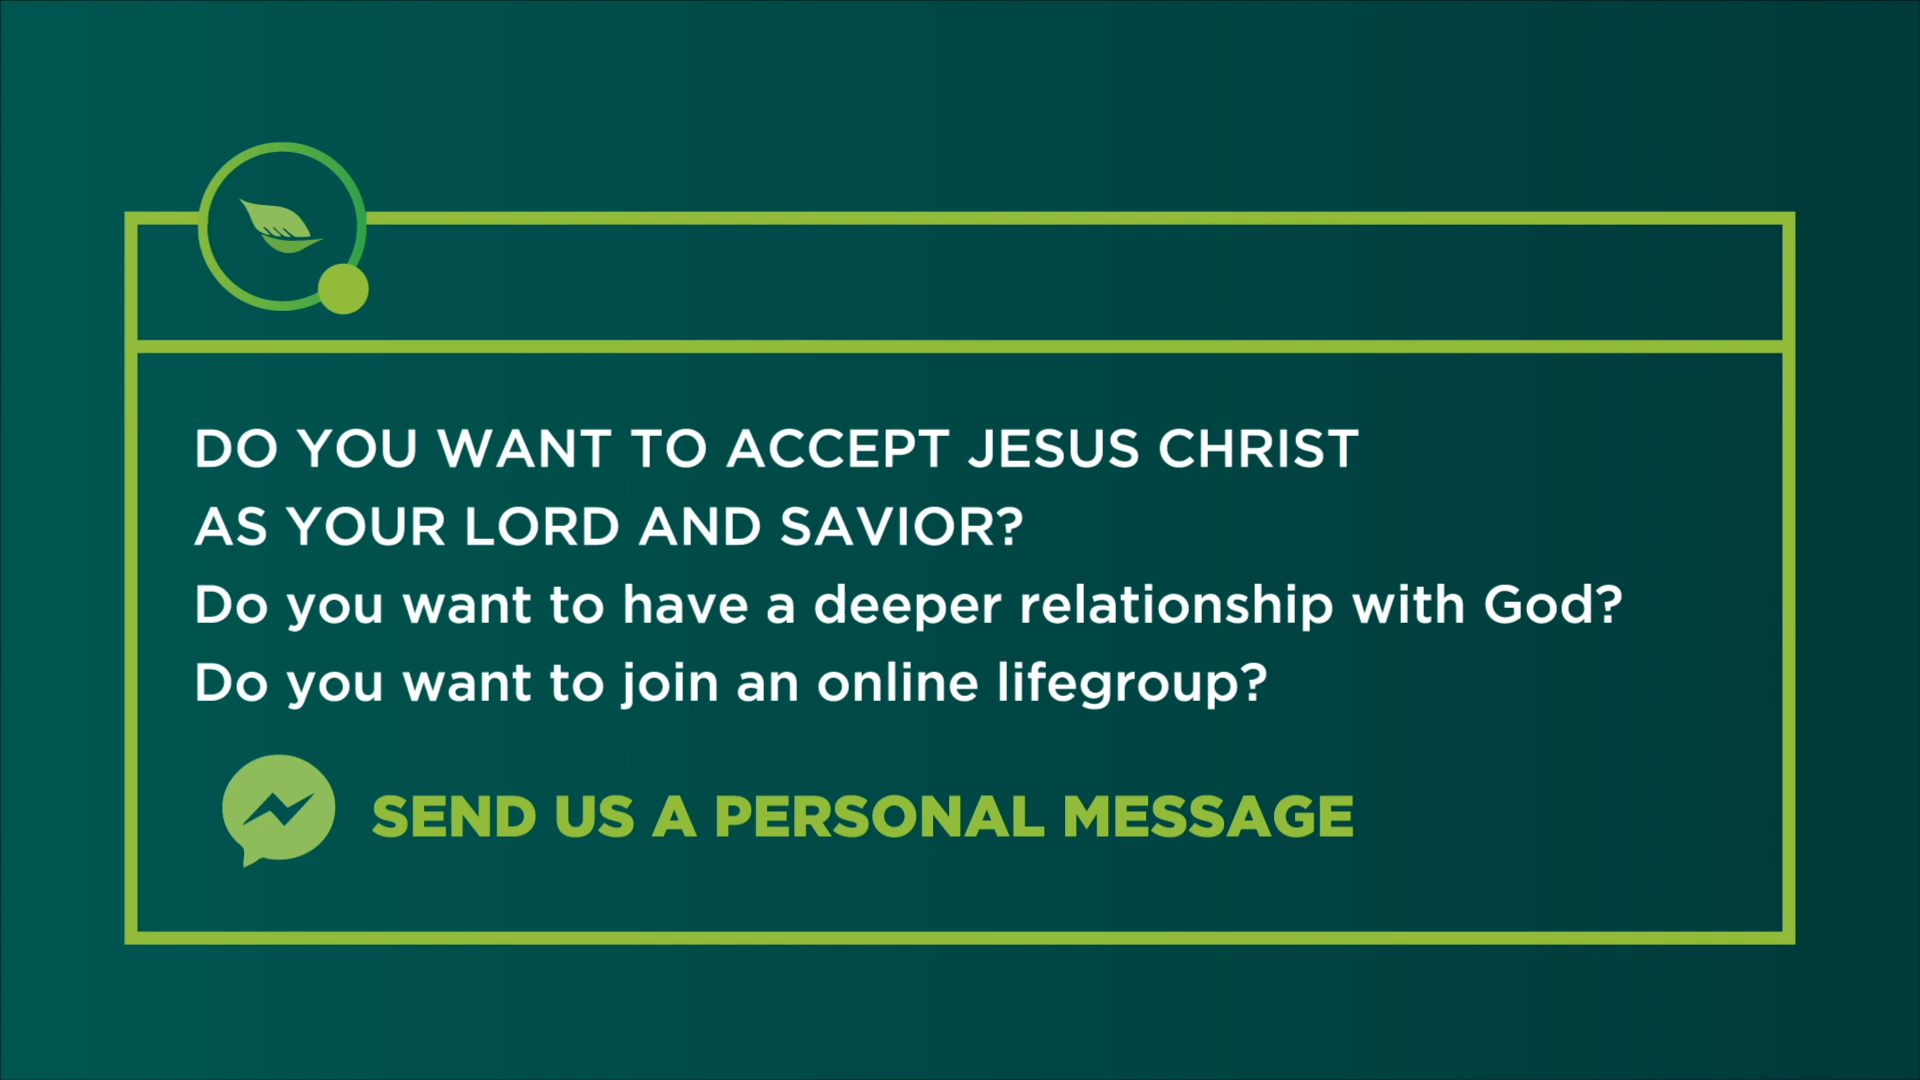 DO YOU WANT TO ACCEPT JESUS CHRIST
AS YOUR LORD AND SAVIOR?
Do you want to have a deeper relationship with God?
Do you want to join an online lifegroup?
SEND US A PERSONAL MESSAGE